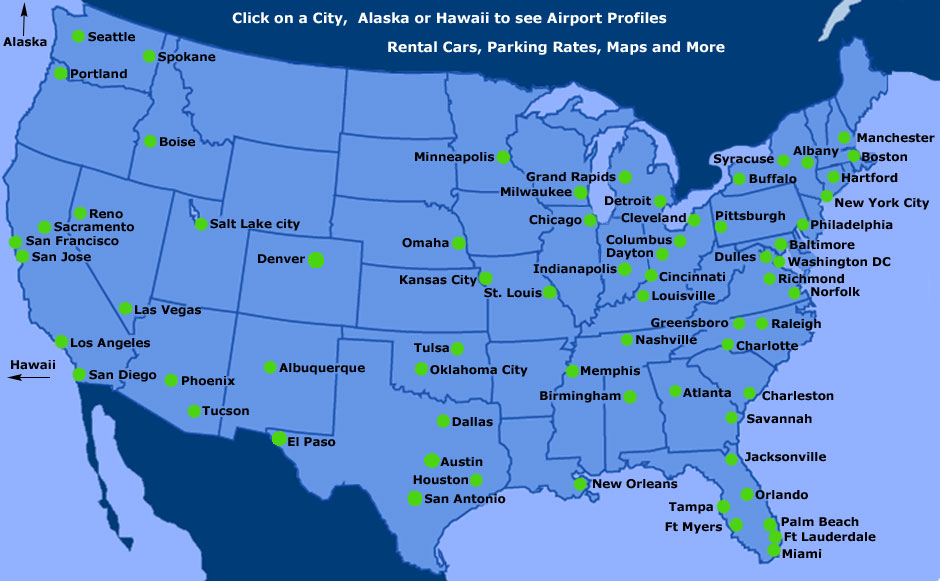 Click on a City,  Alaska or Hawaii to see Airport Profiles
Rental Cars, Parking Rates, Maps and More
Alaska
Seattle
Spokane
Portland
Boise
Manchester
Albany
Boston
Syracuse
Minneapolis
Grand Rapids
Buffalo
Hartford
Milwaukee
Detroit
New York City
Reno
Chicago
Cleveland
Pittsburgh
Salt Lake city
Sacramento
Philadelphia
San Francisco
Omaha
Columbus
Baltimore
San Jose
Denver
Dayton
Dulles
Washington DC
Indianapolis
Kansas City
Cincinnati
Richmond
St. Louis
Louisville
Norfolk
Las Vegas
Greensboro
Raleigh
Los Angeles
Nashville
Charlotte
Tulsa
Hawaii
Albuquerque
Oklahoma City
Memphis
San Diego
Phoenix
Birmingham
Atlanta
Charleston
Tucson
Dallas
Savannah
El Paso
Jacksonville
Austin
Houston
New Orleans
San Antonio
Orlando
Tampa
Palm Beach
Ft Myers
Ft Lauderdale
Miami